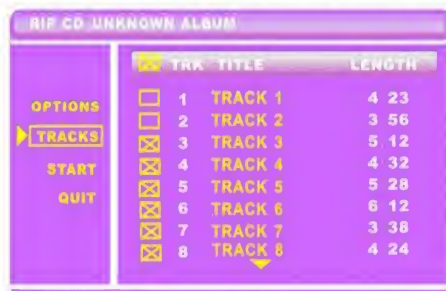 RIP CD UNKNOWN ALBUM
TRK TITLE LENGTH
OPTIONS
TRACKS
START
QUIT
1 TRACK 1 4 23
2 TRACK 2 3 56
3 TRACK 3 5 12
4 TRACK 4 4 32
5 TRACK 5 5 28
6 TRACK 6 6 12
7 TRACK 7 3 38
8 TRACK 8 4 24